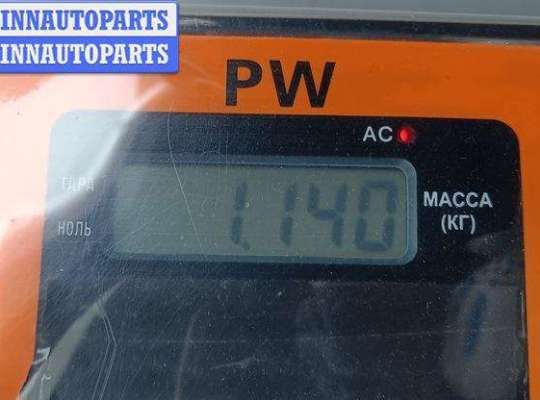 INNAUTOPARTS
INNAUTOPARTS
PW
AC
ТАРА
1.140
МАССА
(КГ)
НОЛЬ